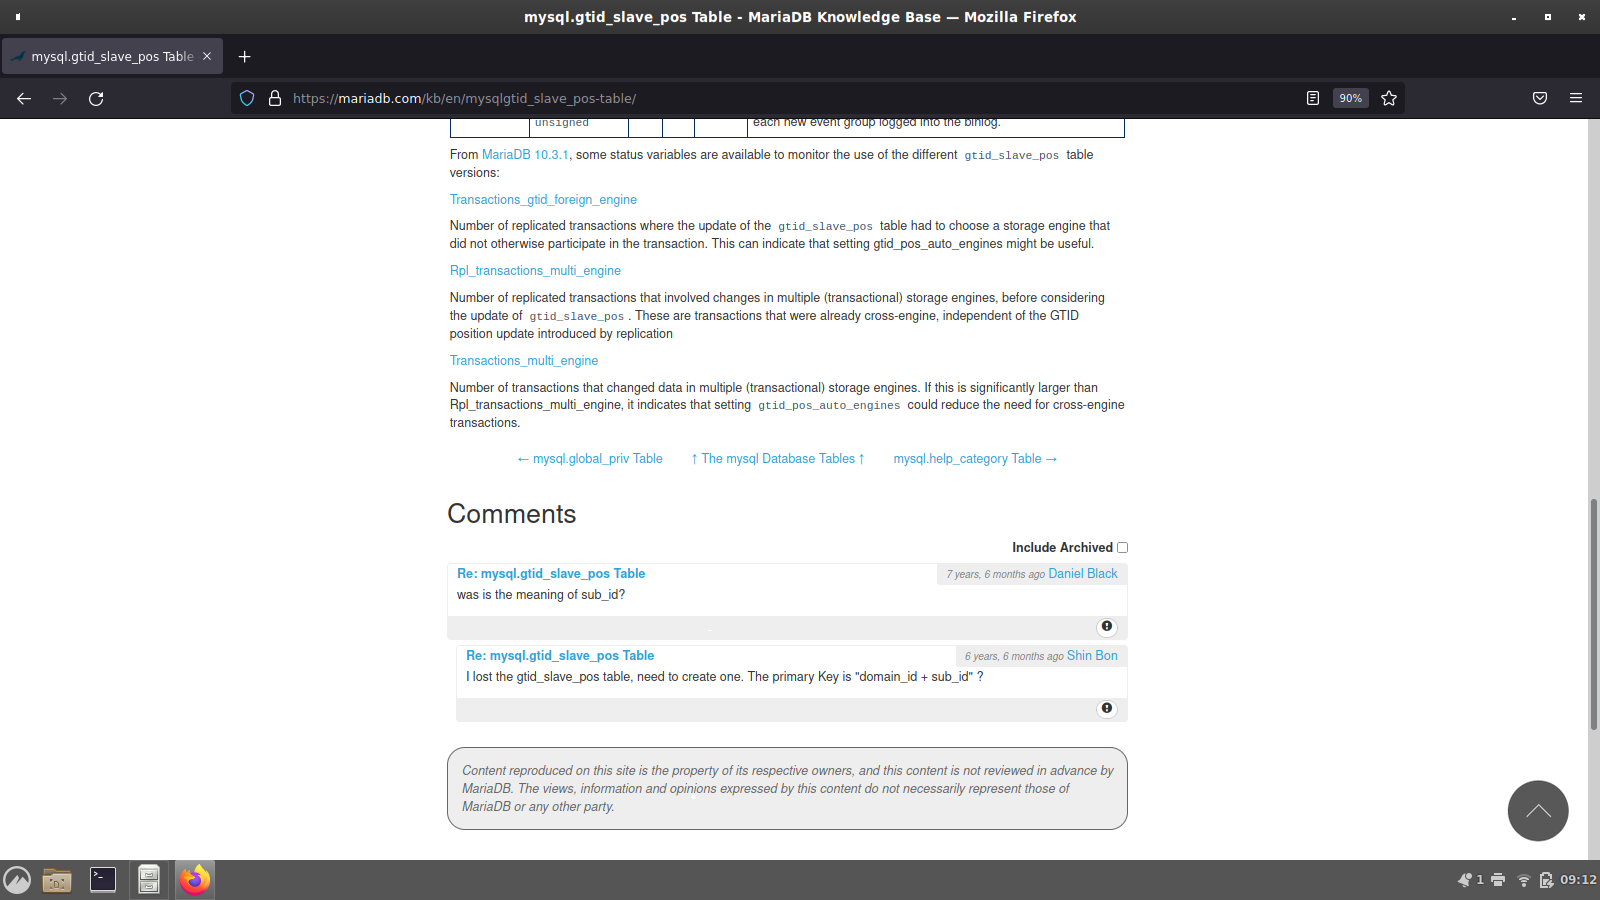 mysql.gtid_slave_pos Table - MariaDB Knowledge Base — Mozilla Firefox
mysql.gtid_slave_pos Table
https://mariadb.com/kb/en/mysqlgtid_slave_pos-table/
90%
unsigned
each new event group logged into the binlog.
From MariaDB 10.3.1, some status variables are available to monitor the use of the different gtid_slave_pos table
versions:
Transactions_gtid_foreign_engine
Number of replicated transactions where the update of the gtid_slave_pos table had to choose a storage engine that
did not otherwise participate in the transaction. This can indicate that setting gtid_pos_auto_engines might be useful.
Rpl_transactions_multi_engine
Number of replicated transactions that involved changes in multiple (transactional) storage engines, before considering
the update of gtid_slave_pos. These are transactions that were already cross-engine, independent of the GTID
position update introduced by replication
Transactions_multi_engine
Number of transactions that changed data in multiple (transactional) storage engines. If this is significantly larger than
Rpl_transactions_multi_engine, it indicates that setting gtid_pos_auto_engines could reduce the need for cross-engine
transactions.
← mysql.global_priv Table ↑ The mysql Database Tables ↑ mysql.help_category Table →
Comments
Include Archived
Re: mysql.gtid_slave_pos Table 7 years, 6 months ago Daniel Black
was is the meaning of sub_id?
Re: mysql.gtid_slave_pos Table 6 years, 6 months ago Shin Bon
I lost the gtid_slave_pos table, need to create one. The primary Key is "domain_id + sub_id" ?
Content reproduced on this site is the property of its respective owners, and this content is not reviewed in advance by
MariaDB. The views, information and opinions expressed by this content do not necessarily represent those of
MariaDB or any other party.
1 09:12